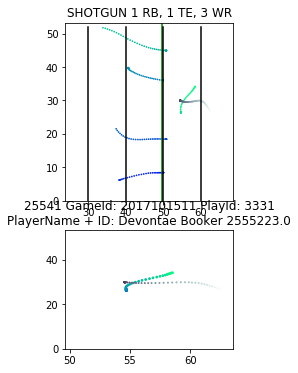 SHOTGUN 1 RB, 1 TE, 3 WR
50
40
30
20
10
0
30 40 50 60
25541 GameId: 2017101511, PlayId: 3331
PlayerName + ID: Devontae Booker 2555223.0
40
20
0
50 55 60